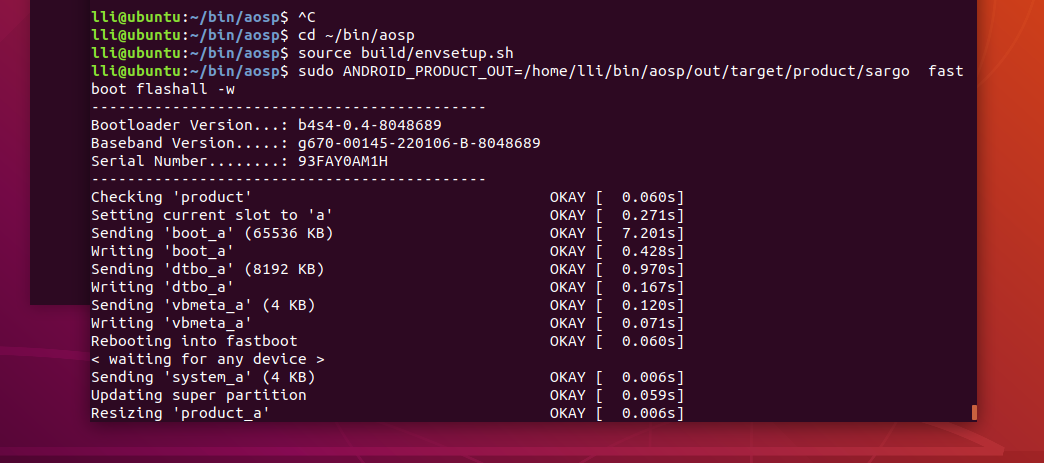 lli@ubuntu:~/bin/aosp$ ^C
lli@ubuntu:~/bin/aosp$ cd ~/bin/aosp
lli@ubuntu:~/bin/aosp$ source build/envsetup.sh
lli@ubuntu:~/bin/aosp$ sudo ANDROID_PRODUCT_OUT=/home/lli/bin/aosp/out/target/product/sargo  fast
boot flashall -w
--------------------------------------------
Bootloader Version...: b4s4-0.4-8048689
Baseband Version.....: g670-00145-220106-B-8048689
Serial Number........: 93FAY0AM1H
--------------------------------------------
Checking 'product'                                 OKAY [  0.060s]
Setting current slot to 'a'                        OKAY [  0.271s]
Sending 'boot_a' (65536 KB)                        OKAY [  7.201s]
Writing 'boot_a'                                   OKAY [  0.428s]
Sending 'dtbo_a' (8192 KB)                         OKAY [  0.970s]
Writing 'dtbo_a'                                   OKAY [  0.167s]
Sending 'vbmeta_a' (4 KB)                          OKAY [  0.120s]
Writing 'vbmeta_a'                                 OKAY [  0.071s]
Rebooting into fastboot                            OKAY [  0.060s]
< waiting for any device >
Sending 'system_a' (4 KB)                          OKAY [  0.006s]
Updating super partition                           OKAY [  0.059s]
Resizing 'product_a'                               OKAY [  0.006s]